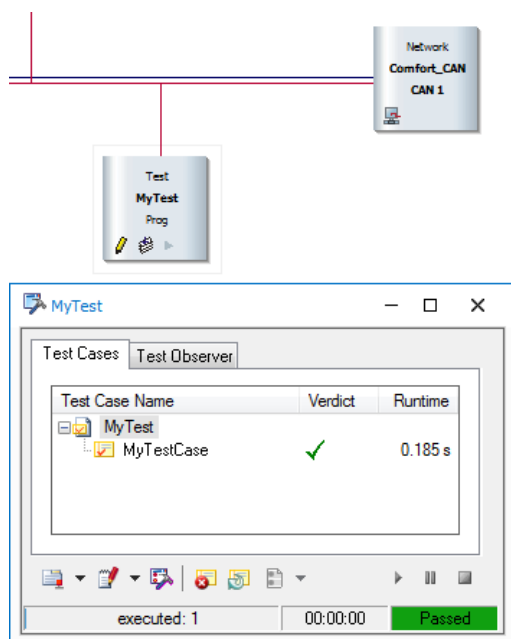 Network
Comfort_CAN
CAN 1
Test
MyTest
Prog
MyTest
Test Cases Test Observer
Test Case Name Verdict Runtime
MyTest
MyTestCase 0.185 s
executed: 1 00:00:00 Passed